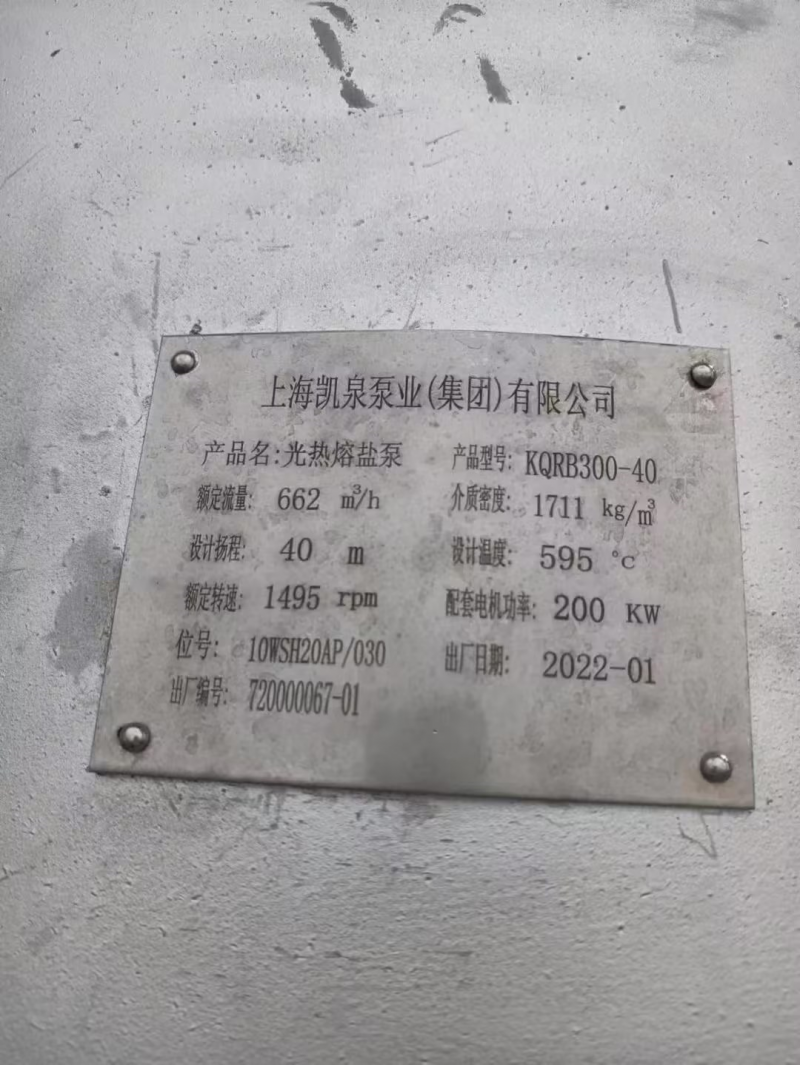 上海凯泉泵业(集团)有限公司
产品名:光热熔盐泵 产品型号: KQRB300-40
额定流量: 662 m³/h 介质密度: 1711 kg/m³
设计扬程: 40 m 设计温度: 595 °C
额定转速: 1495 rpm 配套电机功率: 200 KW
位号: 10WSH20AP/030 出厂日期: 2022-01
出厂编号: 720000067-01